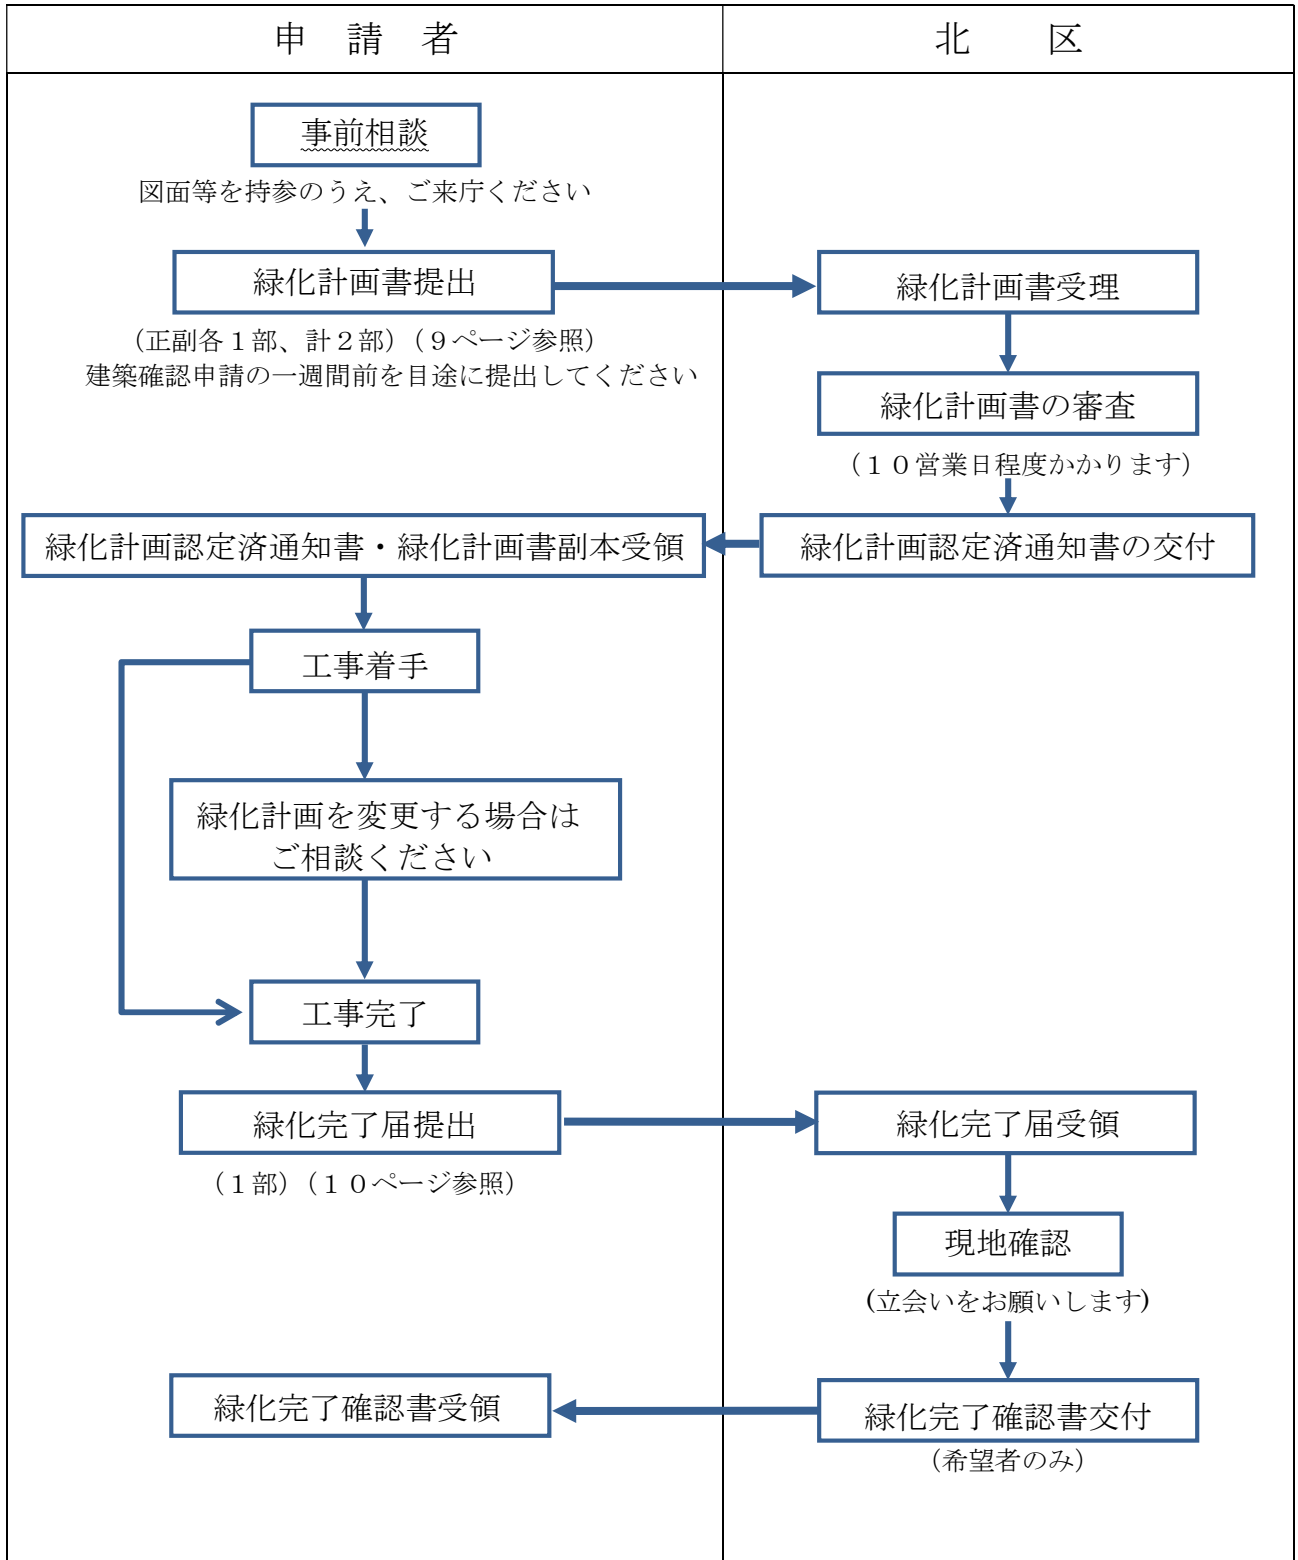 申　請　者
北　　区
事前相談
図面等を持参のうえ、ご来庁ください
緑化計画書提出
緑化計画書受理
（正副各１部、計２部）（９ページ参照）
建築確認申請の一週間前を目途に提出してください
緑化計画書の審査
（１０営業日程度かかります）
緑化計画認定済通知書・緑化計画書副本受領
緑化計画認定済通知書の交付
工事着手
緑化計画を変更する場合は
ご相談ください
工事完了
緑化完了届提出
緑化完了届受領
（１部）（１０ページ参照）
現地確認
(立会いをお願いします)
緑化完了確認書受領
緑化完了確認書交付
（希望者のみ）